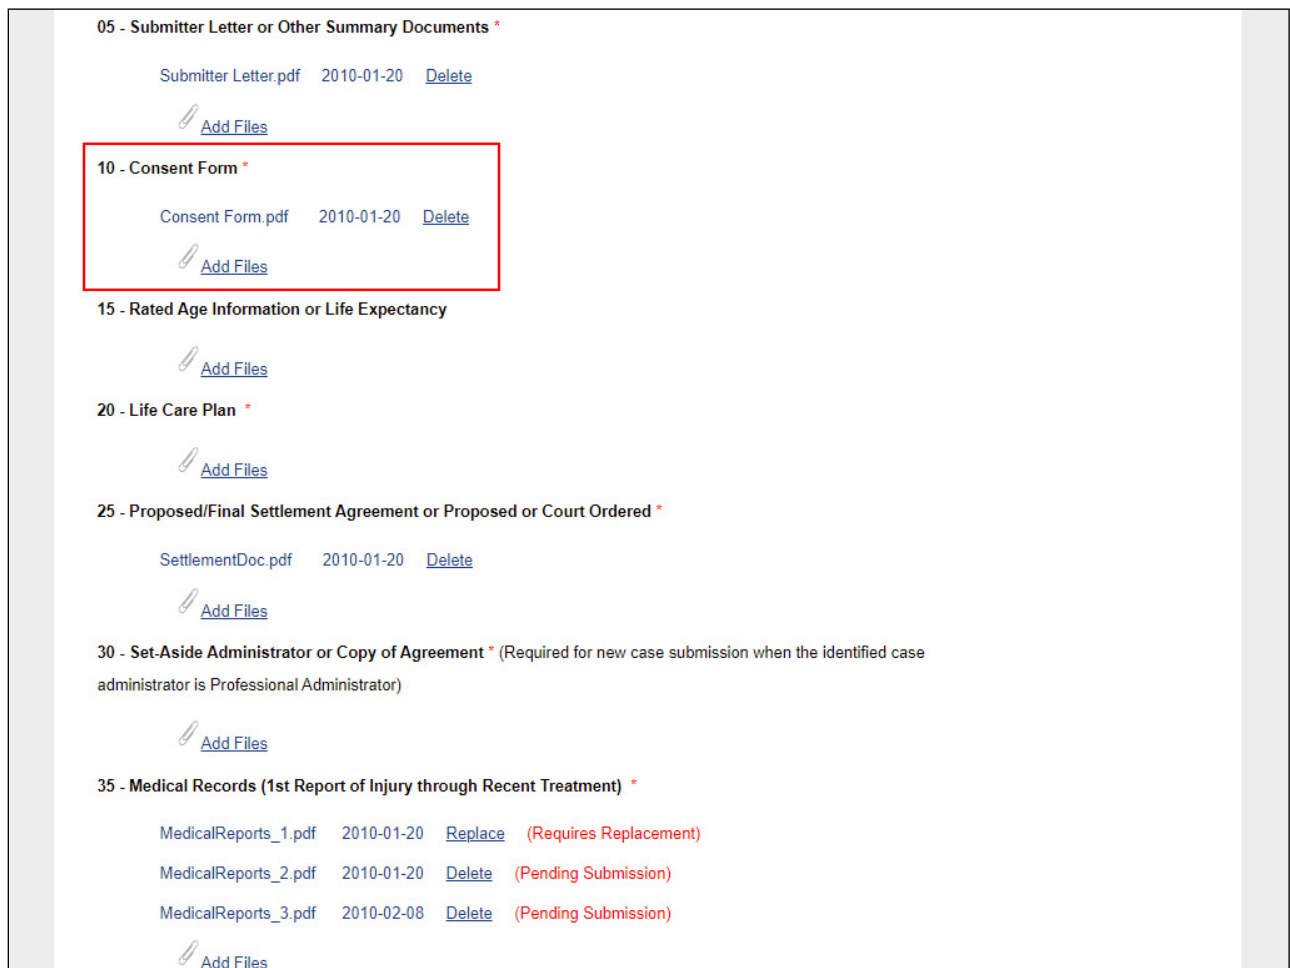 05 - Submitter Letter or Other Summary Documents *
Submitter Letter.pdf 2010-01-20 Delete
Add Files
10 - Consent Form *
Consent Form.pdf 2010-01-20 Delete
Add Files
15 - Rated Age Information or Life Expectancy
Add Files
20 - Life Care Plan *
Add Files
25 - Proposed/Final Settlement Agreement or Proposed or Court Ordered *
SettlementDoc.pdf 2010-01-20 Delete
Add Files
30 - Set-Aside Administrator or Copy of Agreement * (Required for new case submission when the identified case
administrator is Professional Administrator)
Add Files
35 - Medical Records (1st Report of Injury through Recent Treatment) *
MedicalReports_1.pdf 2010-01-20 Replace (Requires Replacement)
MedicalReports_2.pdf 2010-01-20 Delete (Pending Submission)
MedicalReports_3.pdf 2010-02-08 Delete (Pending Submission)
Add Files